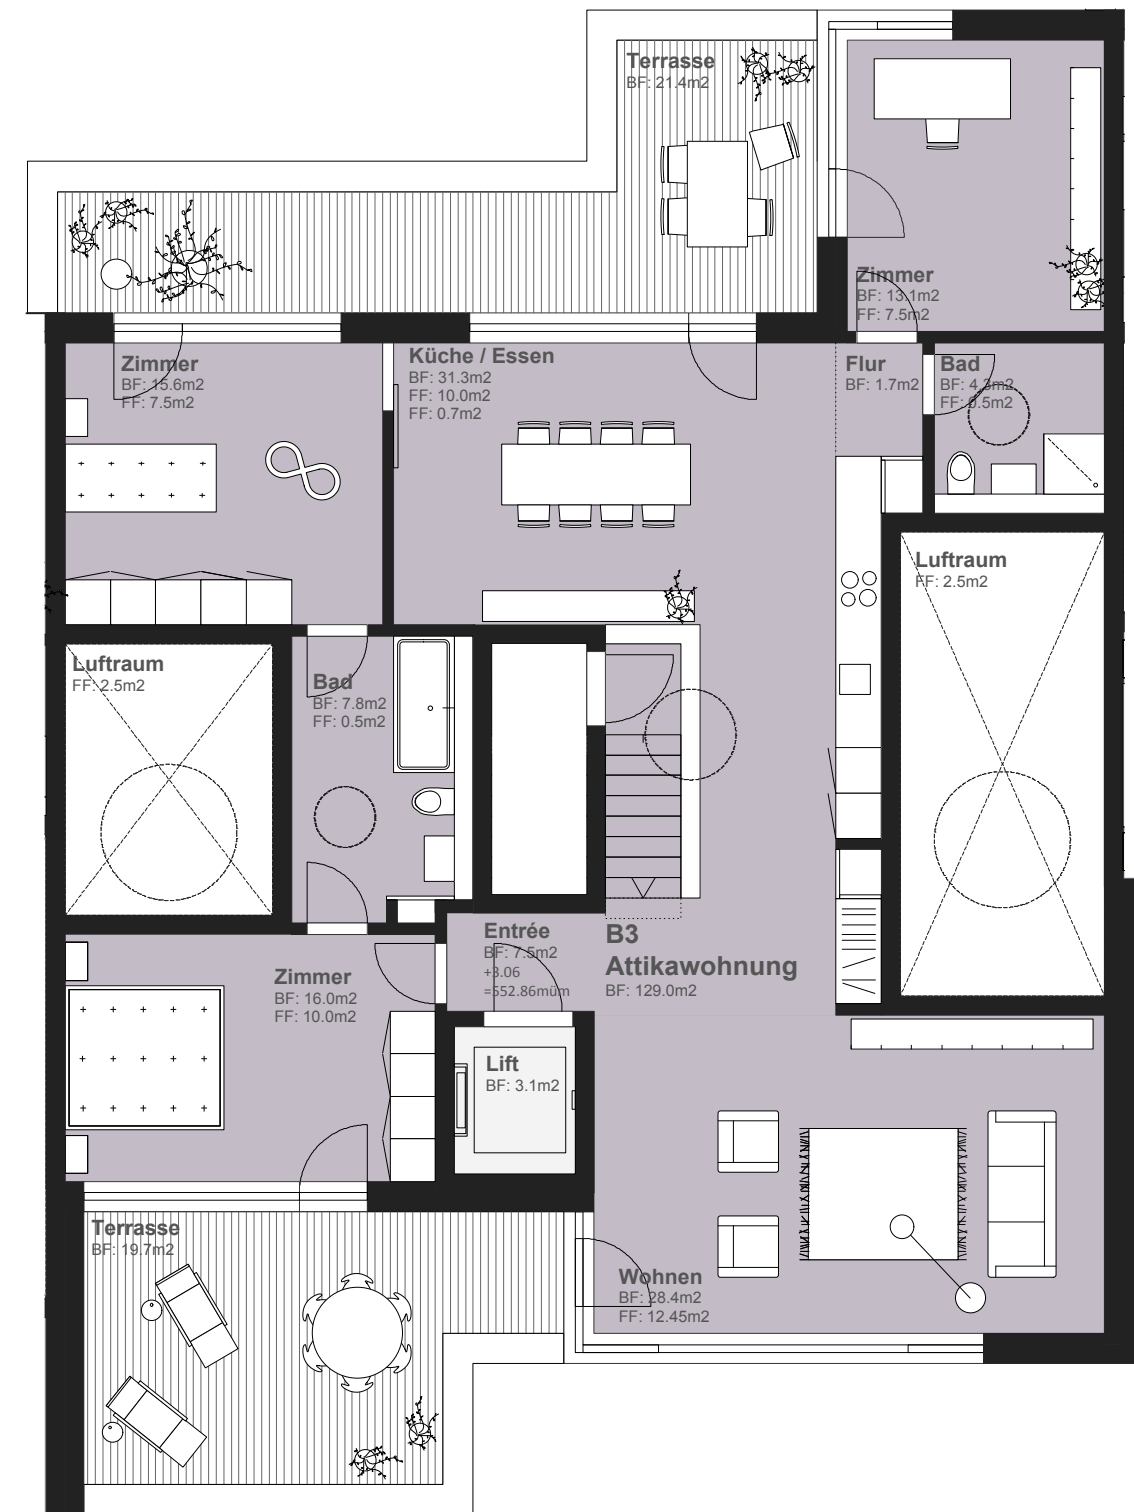 Terrasse
BF: 21.4m2
Zimmer
BF: 13.1m2
FF: 7.5m2
Zimmer
BF: 15.6m2
FF: 7.5m2
Küche / Essen
BF: 31.3m2
FF: 10.0m2
FF: 0.7m2
Flur
BF: 1.7m2
Bad
BF: 4.3m2
FF: 0.5m2
Luftraum
FF: 2.5m2
Luftraum
FF: 2.5m2
Bad
BF: 7.8m2
FF: 0.5m2
Entrée
BF: 7.5m2
+3.06
=552.86müm
B3
Attikawohnung
BF: 129.0m2
Zimmer
BF: 16.0m2
FF: 10.0m2
Lift
BF: 3.1m2
Terrasse
BF: 19.7m2
Wohnen
BF: 28.4m2
FF: 12.45m2